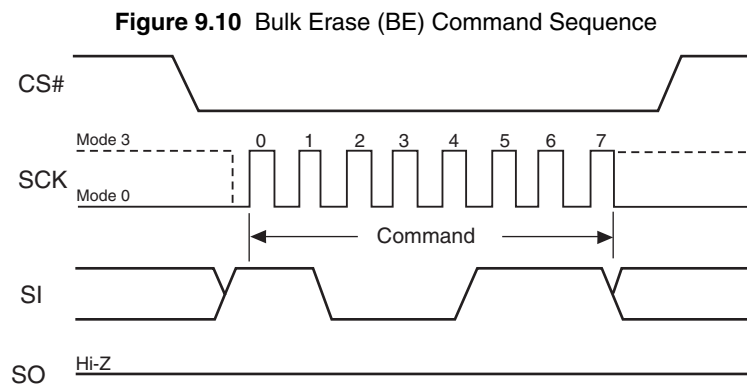 Figure 9.10 Bulk Erase (BE) Command Sequence
CS#
Mode 3
0 1 2 3 4 5 6 7
SCK
Mode 0
Command
SI
Hi-Z
SO